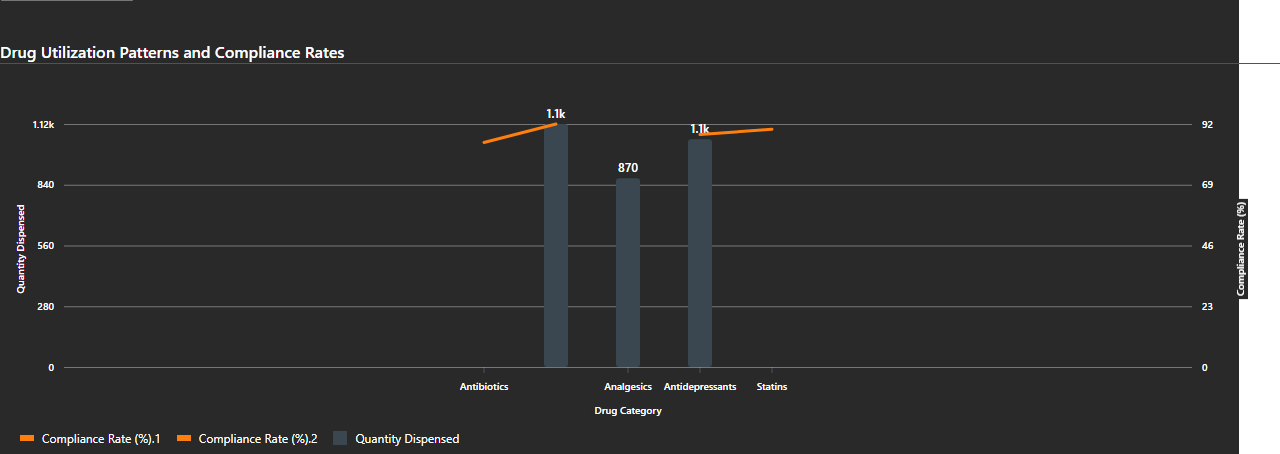 Drug Utilization Patterns and Compliance Rates
1.12k
840
560
280
0
Quantity Dispensed
1.1k
870
1.1k
92
69
46
23
0
Compliance Rate (%)
Antibiotics
Analgesics
Antidepressants
Statins
Drug Category
Compliance Rate (%).1
Compliance Rate (%).2
Quantity Dispensed